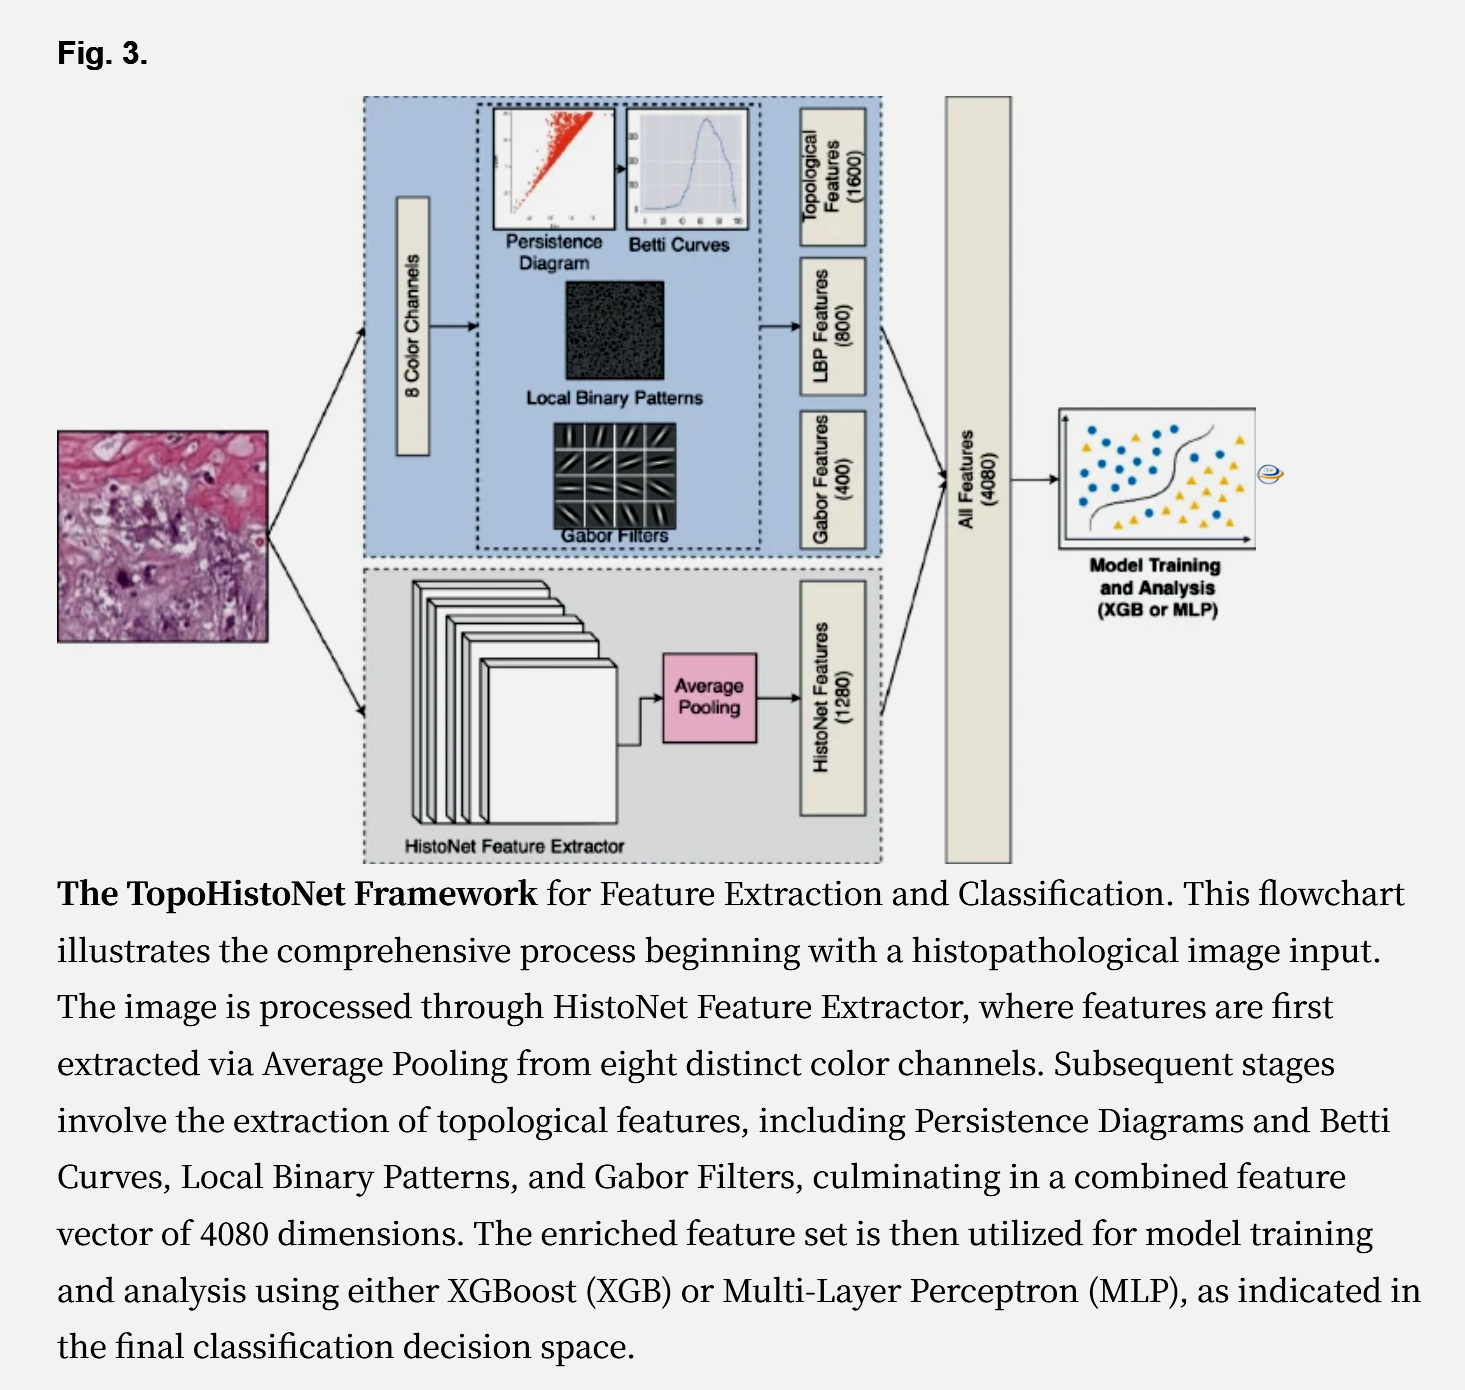 Fig. 3.
8 Color Channels
Persistence
Diagram
Betti Curves
Local Binary Patterns
Gabor Filters
Topological
Features
(1600)
LBP Features
(800)
Gabor Features
(400)
HistoNet Feature Extractor
Average
Pooling
HistoNet Features
(1280)
All Features
(4080)
Model Training
and Analysis
(XGB or MLP)
The TopoHistoNet Framework for Feature Extraction and Classification. This flowchart
illustrates the comprehensive process beginning with a histopathological image input.
The image is processed through HistoNet Feature Extractor, where features are first
extracted via Average Pooling from eight distinct color channels. Subsequent stages
involve the extraction of topological features, including Persistence Diagrams and Betti
Curves, Local Binary Patterns, and Gabor Filters, culminating in a combined feature
vector of 4080 dimensions. The enriched feature set is then utilized for model training
and analysis using either XGBoost (XGB) or Multi-Layer Perceptron (MLP), as indicated in
the final classification decision space.